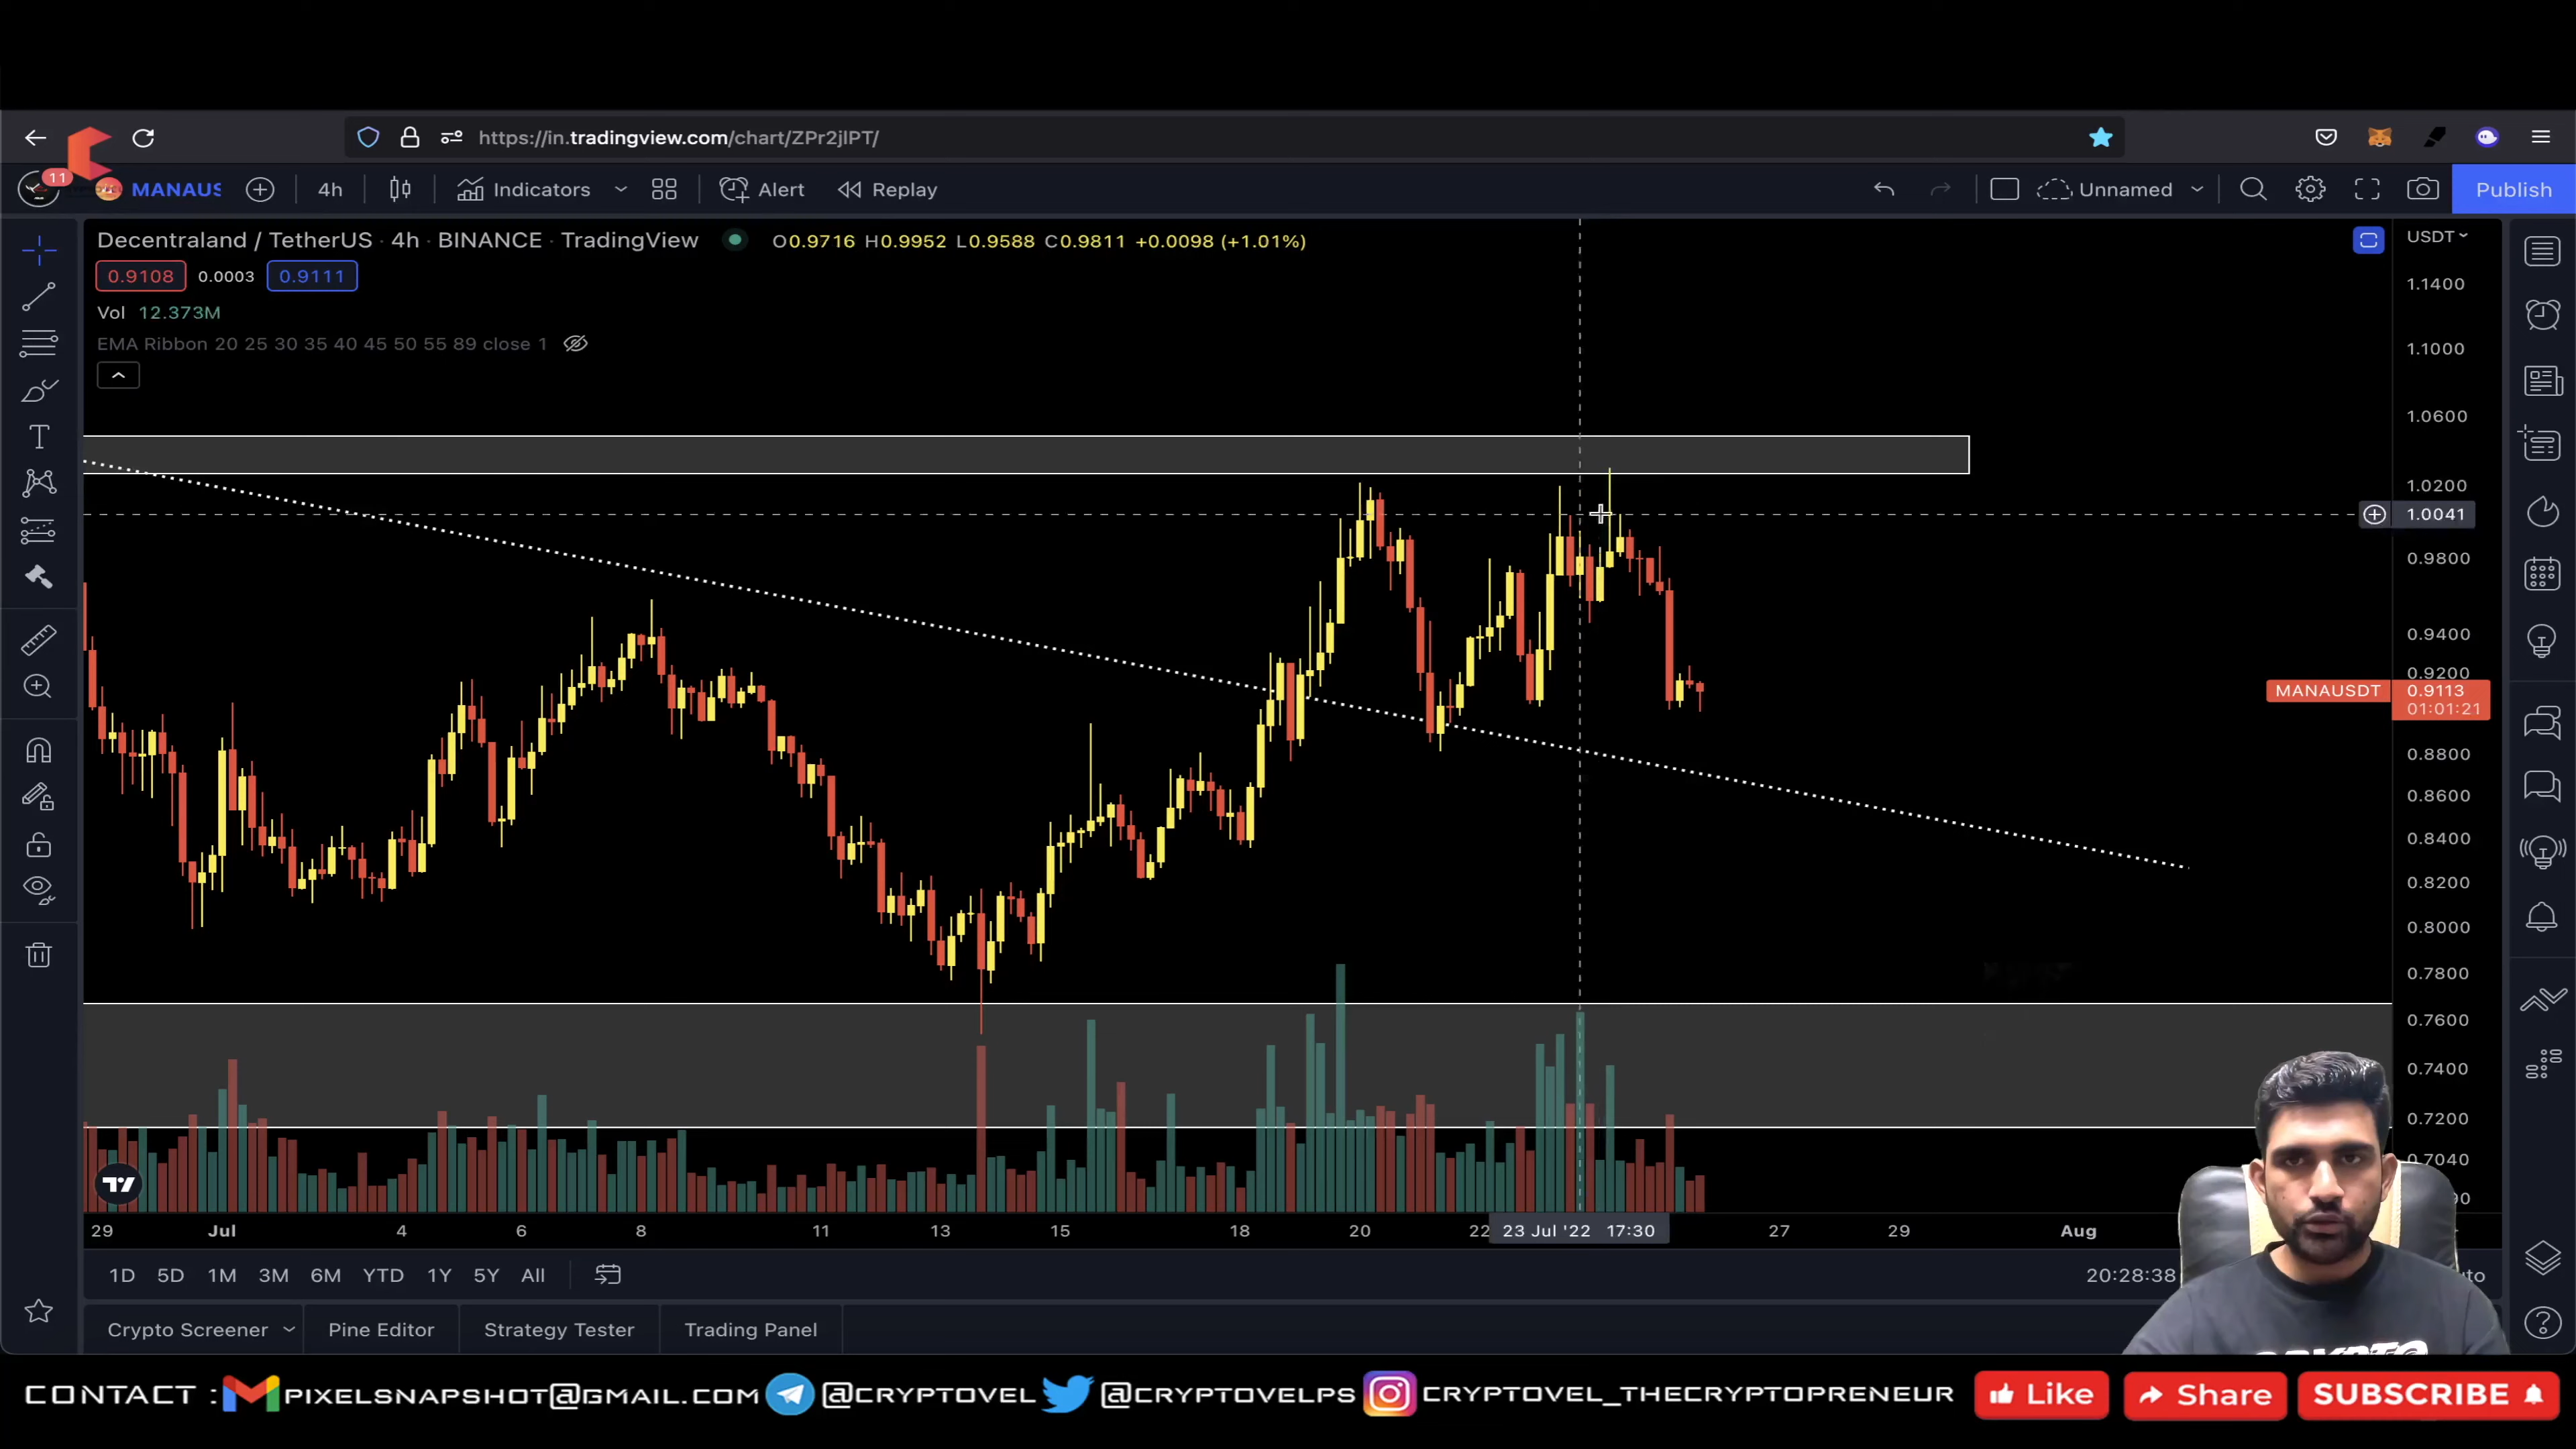 https://in.tradingview.com/chart/ZPr2jlPT/
11 MANAUS 4h Indicators Alert Replay Unnamed Publish
Decentraland / TetherUS · 4h · BINANCE · TradingView O0.9716 H0.9952 L0.9588 C0.9811 +0.0098 (+1.01%) USDT
0.9108 0.0003 0.9111
Vol 12.373M
EMA Ribbon 20 25 30 35 40 45 50 55 89 close 1
1.1400
1.1000
1.0600
1.0200
1.0041
0.9800
0.9400
0.9200
MANAUSDT 0.9113
01:01:21
0.8800
0.8600
0.8400
0.8200
0.8000
0.7800
0.7600
0.7400
0.7200
0.7040
29 Jul 4 6 8 11 13 15 18 20 22 23 Jul '22 17:30 27 29 Aug
1D 5D 1M 3M 6M YTD 1Y 5Y All 20:28:38
Crypto Screener Pine Editor Strategy Tester Trading Panel
CONTACT : PIXELSNAPSHOT@GMAIL.COM @CRYPTOVEL @CRYPTOVELPS CRYPTOVEL_THECRYPTOPRENEUR Like Share SUBSCRIBE